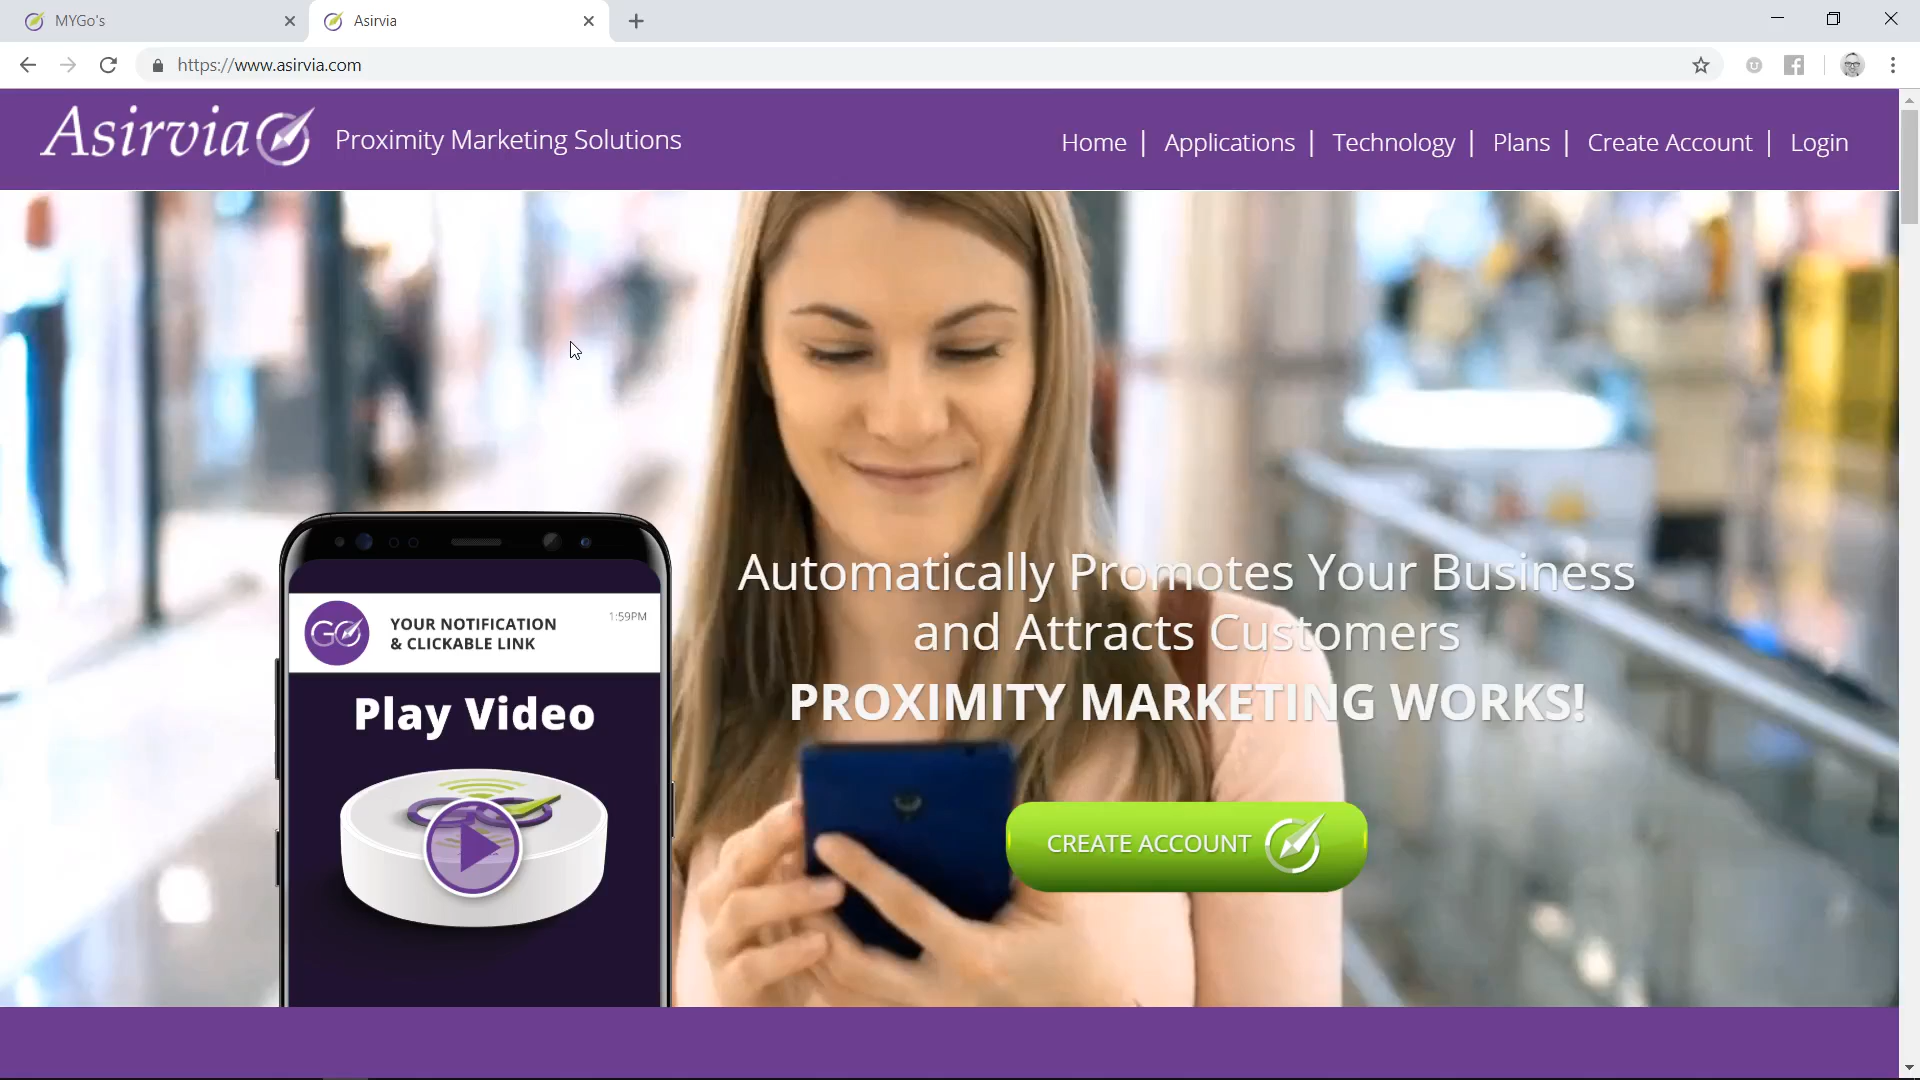 MYGo's
Asirvia
https://www.asirvia.com
Asirvia
Proximity Marketing Solutions
Home | Applications | Technology | Plans | Create Account | Login
Automatically Promotes Your Business
and Attracts Customers
PROXIMITY MARKETING WORKS!
CREATE ACCOUNT
GO
YOUR NOTIFICATION
& CLICKABLE LINK
1:59PM
Play Video